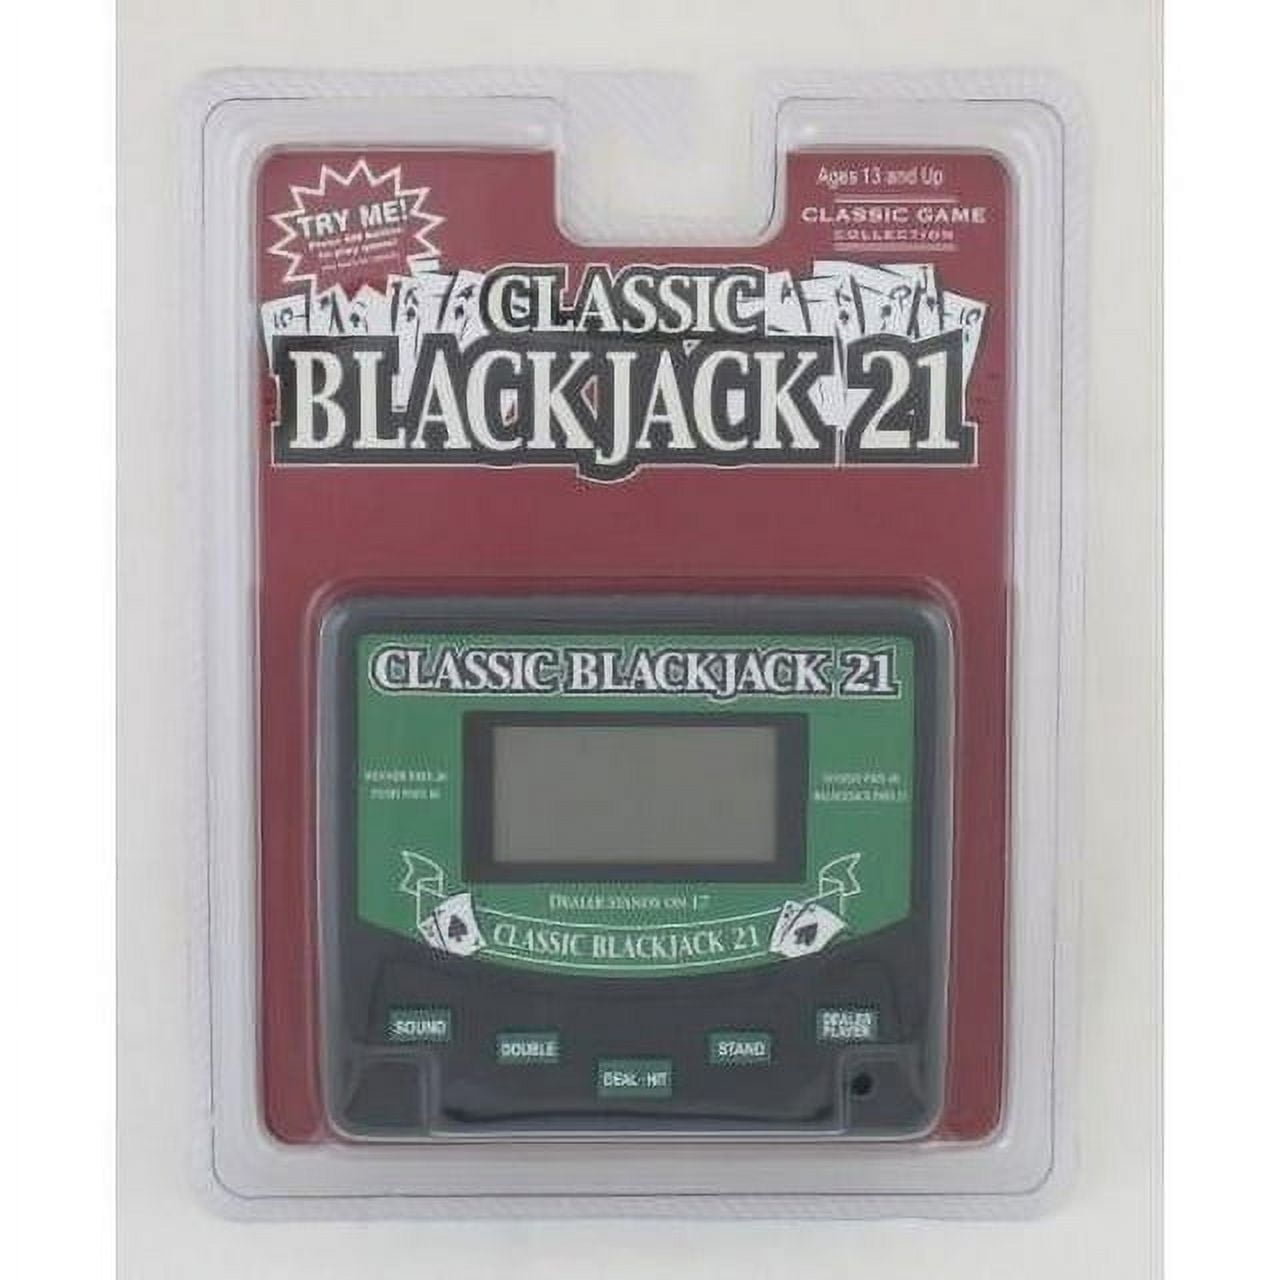 TRY ME!
Ages 13 and Up
CLASSIC GAME
COLLECTION
CLASSIC
BLACKJACK 21
CLASSIC BLACKJACK 21
DEALER STANDS ON 17
CLASSIC BLACKJACK 21
SOUND
DOUBLE
DEAL - HIT
STAND
DEALER
PLAYER